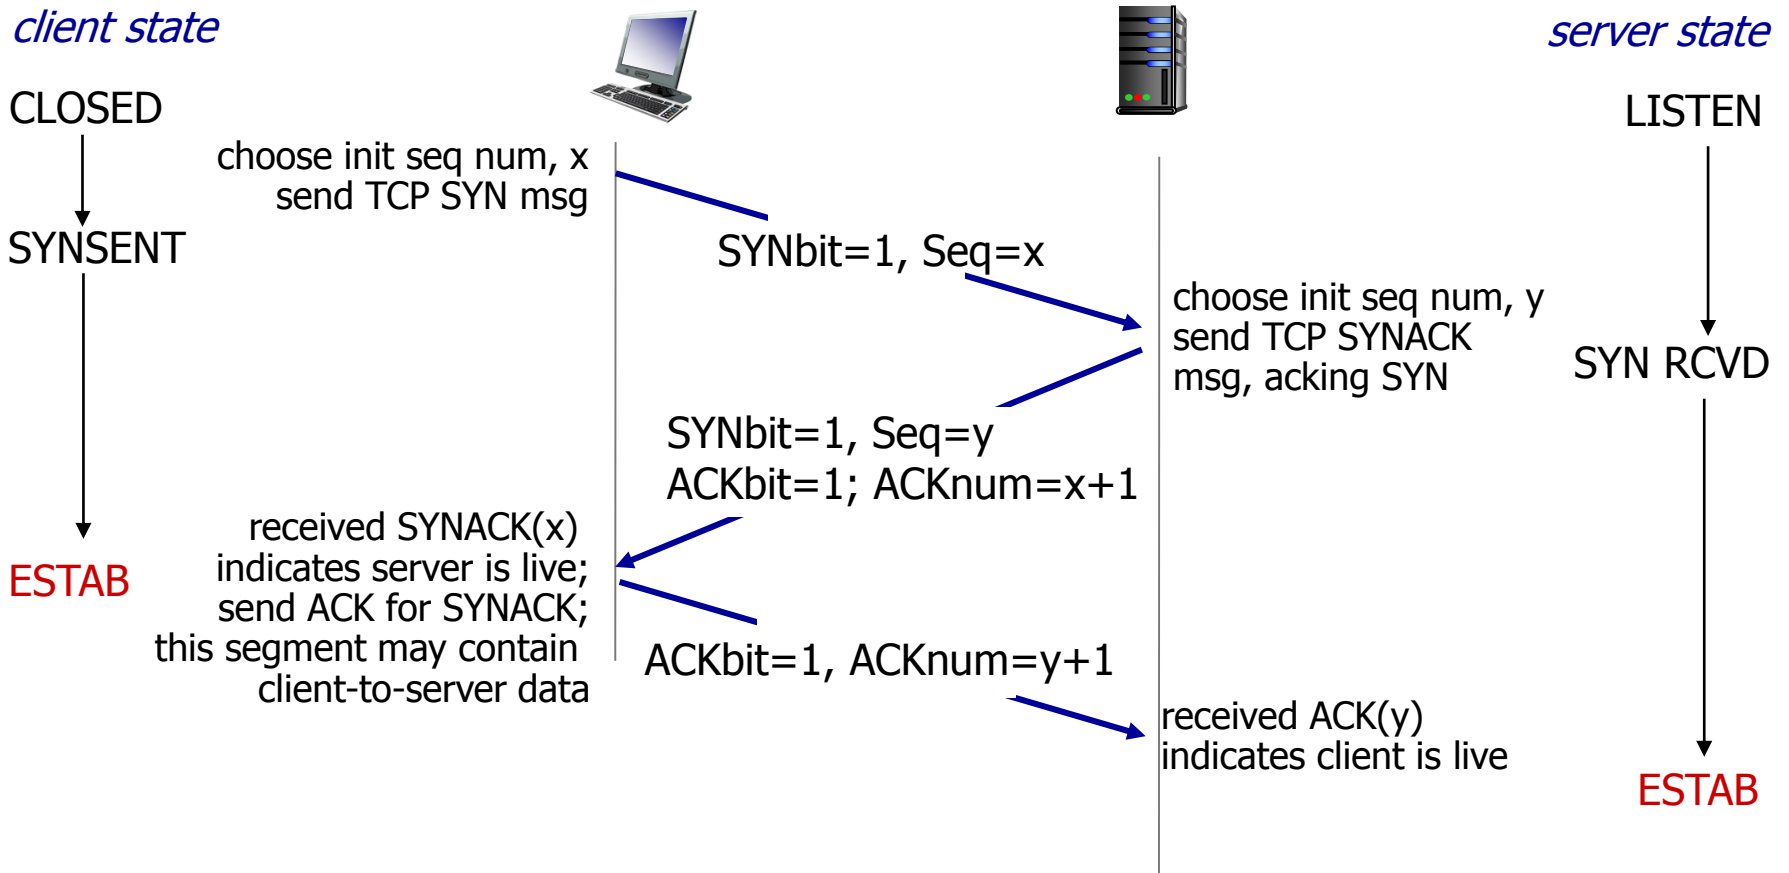 client state
server state
CLOSED
LISTEN
choose init seq num, x
send TCP SYN msg
SYNSENT
SYNbit=1, Seq=x
choose init seq num, y
send TCP SYNACK
msg, acking SYN
SYN RCVD
SYNbit=1, Seq=y
ACKbit=1; ACKnum=x+1
received SYNACK(x)
indicates server is live;
send ACK for SYNACK;
this segment may contain
client-to-server data
ESTAB
ACKbit=1, ACKnum=y+1
received ACK(y)
indicates client is live
ESTAB